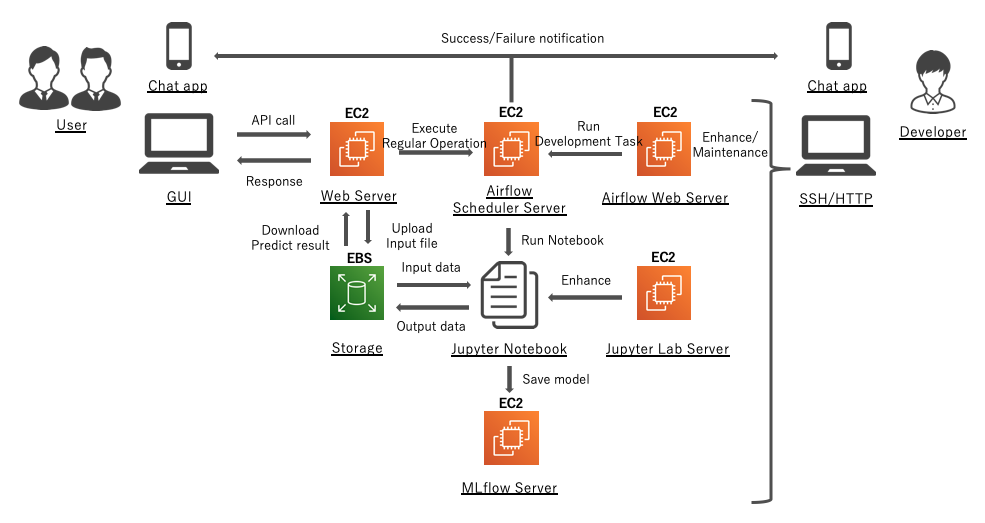 Success/Failure notification
Chat app
Chat app
User
Developer
EC2
EC2
EC2
API call
Execute
Regular Operation
Run
Development Task
Enhance/
Maintenance
Response
GUI
Web Server
Airflow
Scheduler Server
Airflow Web Server
SSH/HTTP
Download
Predict result
Upload
Input file
Run Notebook
EBS
EC2
Input data
Enhance
Output data
Storage
Jupyter Notebook
Jupyter Lab Server
Save model
EC2
MLflow Server